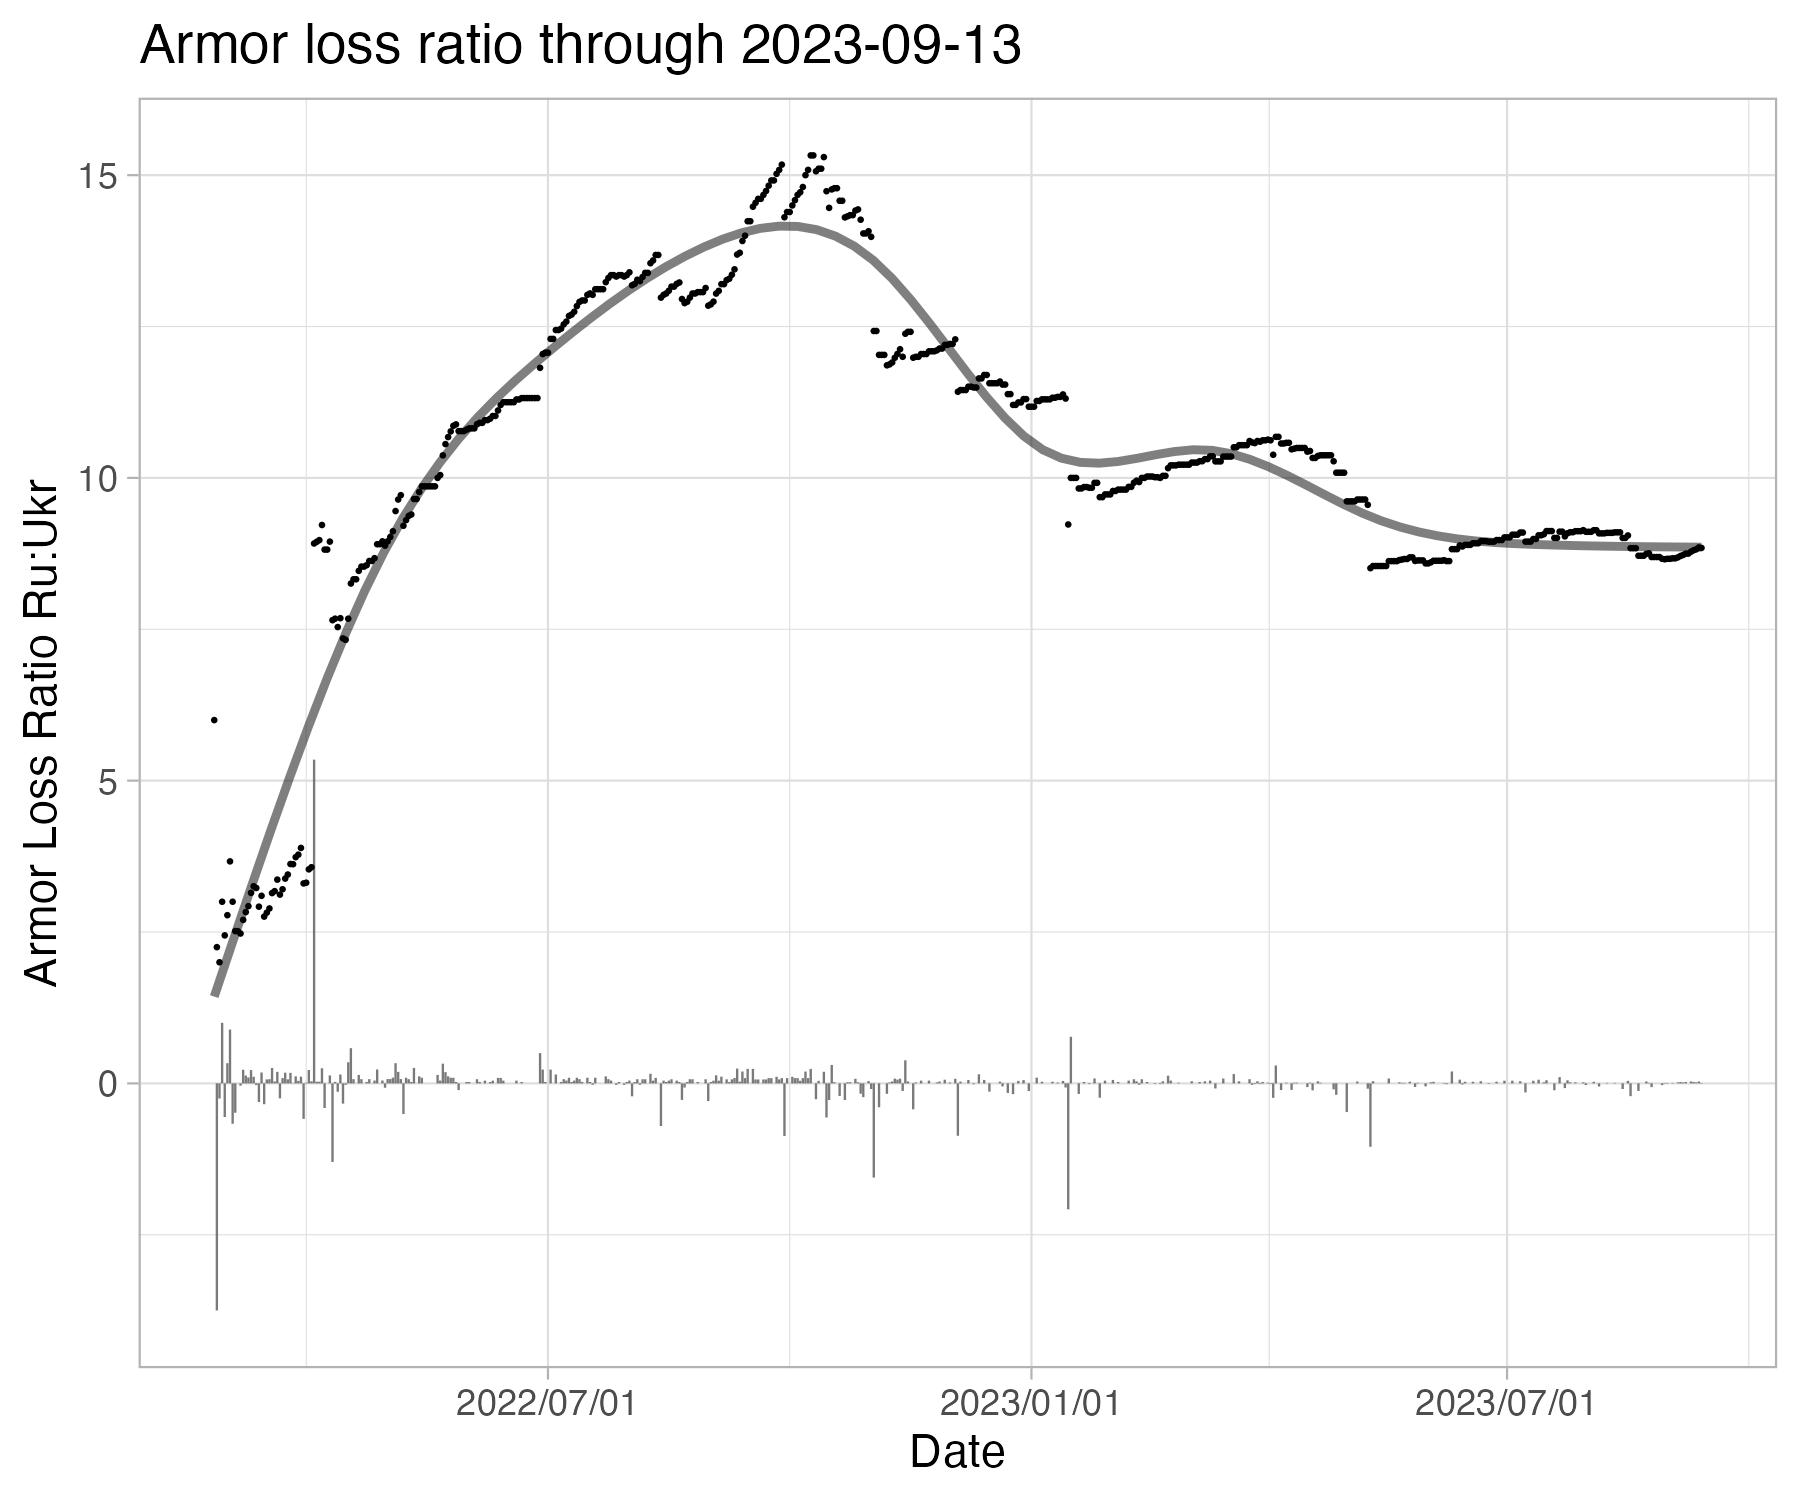 Armor loss ratio through 2023-09-13
Armor Loss Ratio Ru:Ukr
15
10
5
0
2022/07/01
2023/01/01
2023/07/01
Date